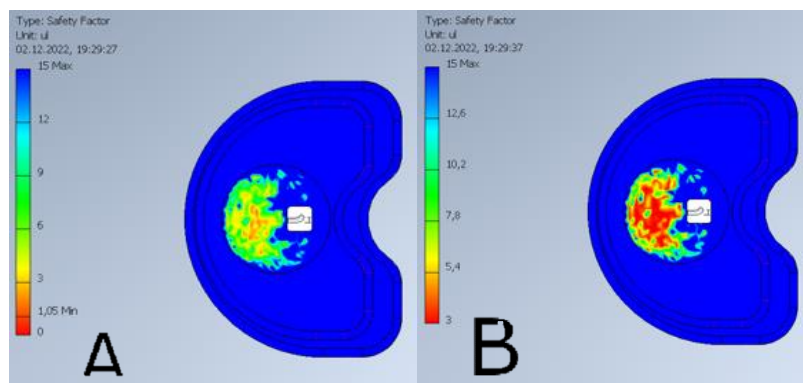 Type: Safety Factor
Unit: ul
02.12.2022, 19:29:27
15 Max
12
9
6
3
1,05 Min
0
A
Type: Safety Factor
Unit: ul
02.12.2022, 19:29:37
15 Max
12,6
10,2
7,8
5,4
3
B